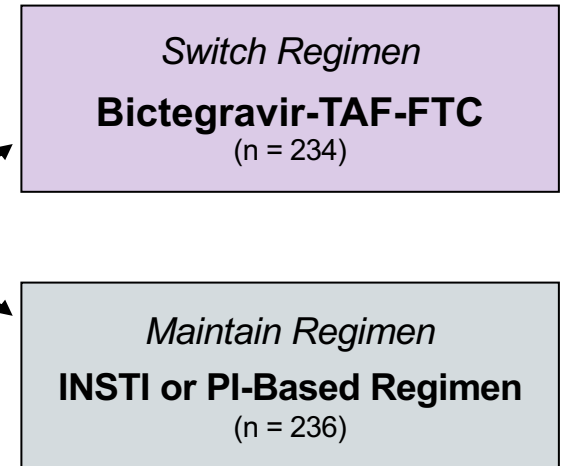 Switch Regimen
Bictegravir-TAF-FTC
(n = 234)
Maintain Regimen
INSTI or PI-Based Regimen
(n = 236)